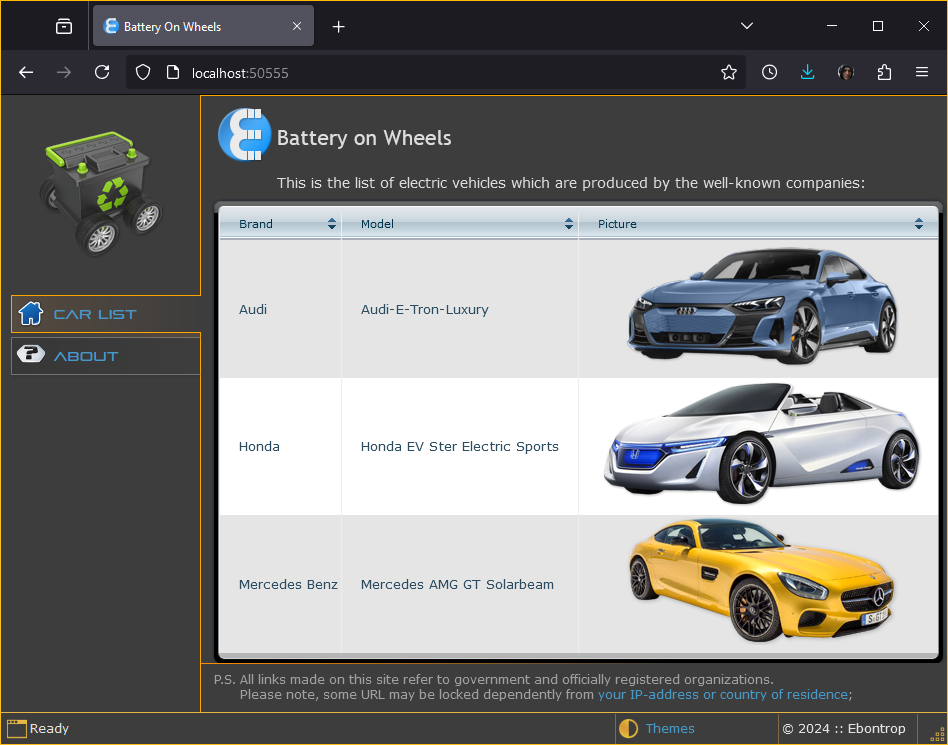 Battery On Wheels
localhost:50555
Battery on Wheels
This is the list of electric vehicles which are produced by the well-known companies:
Brand Model Picture
Audi Audi-E-Tron-Luxury
CAR LIST
ABOUT
Honda Honda EV Ster Electric Sports
Mercedes Benz Mercedes AMG GT Solarbeam
P.S. All links made on this site refer to government and officially registered organizations.
Please note, some URL may be locked dependently from your IP-address or country of residence;
Ready Themes © 2024 :: Ebontrop